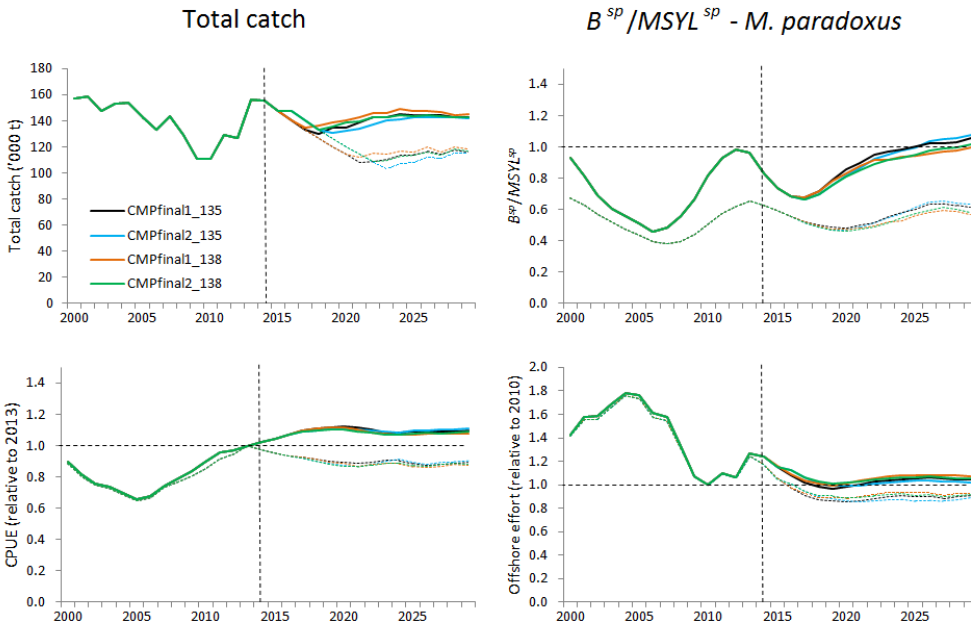 Total catch
B sp /MSYL sp - M. paradoxus
Total catch ('000 t)
180
160
140
120
100
80
60
40
20
0
2000 2005 2010 2015 2020 2025
CMPfinal1_135
CMPfinal2_135
CMPfinal1_138
CMPfinal2_138
B sp / MSYL sp
1.4
1.2
1.0
0.8
0.6
0.4
0.2
0.0
2000 2005 2010 2015 2020 2025
CPUE (relative to 2013)
1.4
1.2
1.0
0.8
0.6
0.4
0.2
0.0
2000 2005 2010 2015 2020 2025
Offshore effort (relative to 2010)
2.0
1.8
1.6
1.4
1.2
1.0
0.8
0.6
0.4
0.2
0.0
2000 2005 2010 2015 2020 2025